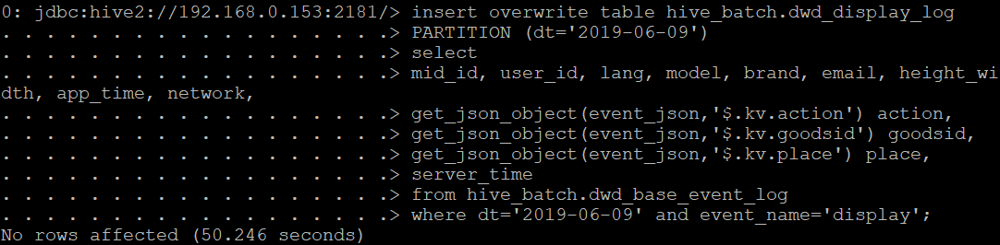 0: jdbc:hive2://192.168.0.153:2181/> insert overwrite table hive_batch.dwd_display_log
. . . . . . . . . . . . . . . . . .> PARTITION (dt='2019-06-09')
. . . . . . . . . . . . . . . . . .> select
. . . . . . . . . . . . . . . . . .> mid_id, user_id, lang, model, brand, email, height_wi
dth, app_time, network,
. . . . . . . . . . . . . . . . . .> get_json_object(event_json,'$.kv.action') action,
. . . . . . . . . . . . . . . . . .> get_json_object(event_json,'$.kv.goodsid') goodsid,
. . . . . . . . . . . . . . . . . .> get_json_object(event_json,'$.kv.place') place,
. . . . . . . . . . . . . . . . . .> server_time
. . . . . . . . . . . . . . . . . .> from hive_batch.dwd_base_event_log
. . . . . . . . . . . . . . . . . .> where dt='2019-06-09' and event_name='display';
No rows affected (50.246 seconds)